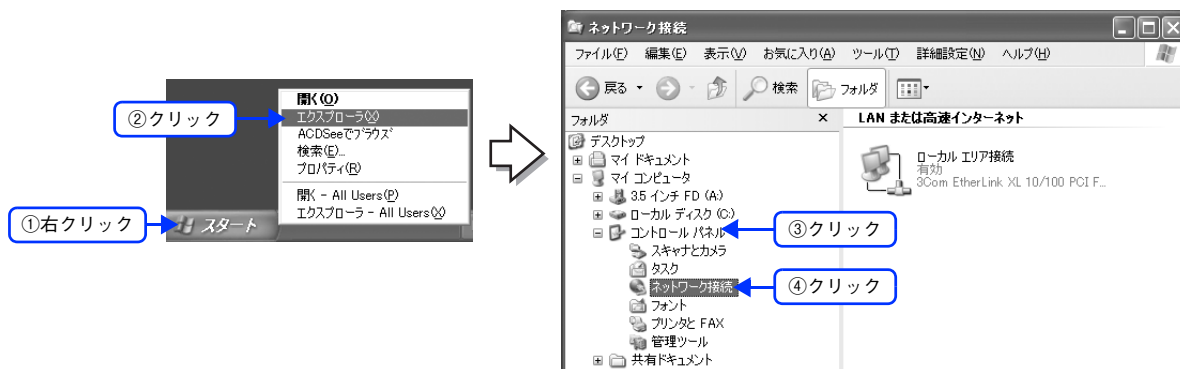 開く(O)
エクスプローラ(X)
ACDSeeでブラウズ
検索(E)...
プロパティ(R)
開く - All Users(P)
エクスプローラ - All Users(X)
②クリック
①右クリック
スタート
ネットワーク接続
ファイル(F) 編集(E) 表示(V) お気に入り(A) ツール(T) 詳細設定(N) ヘルプ(H)
戻る 検索 フォルダ
フォルダ ×
デスクトップ
マイ ドキュメント
マイ コンピュータ
3.5 インチ FD (A:)
ローカル ディスク (C:)
コントロール パネル
スキャナとカメラ
タスク
ネットワーク接続
フォント
プリンタと FAX
管理ツール
共有ドキュメント
③クリック
④クリック
LAN または高速インターネット
ローカル エリア接続
有効
3Com EtherLink XL 10/100 PCI F...